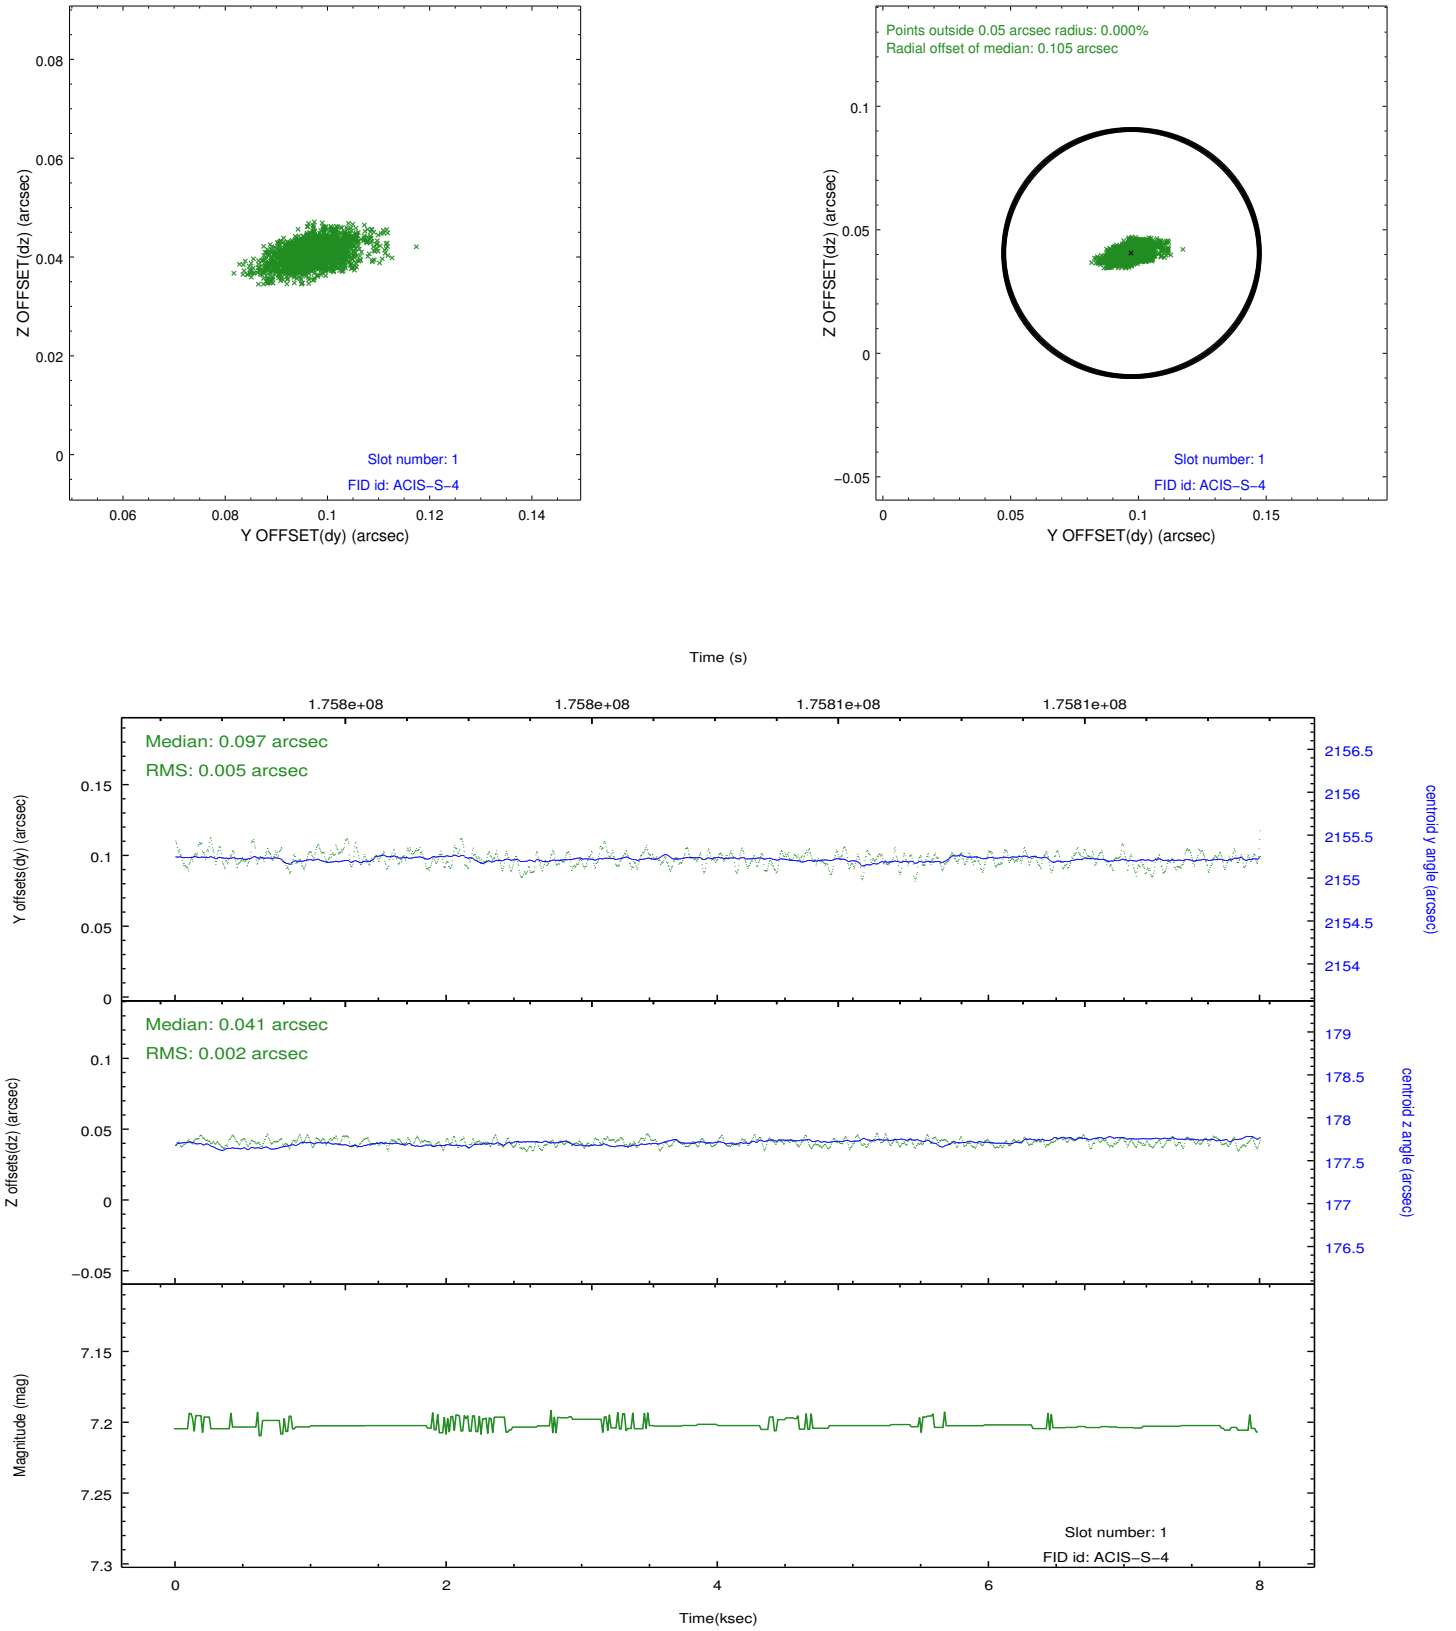 0.08
0.06
0.04
0.02
0
Z OFFSET(dz) (arcsec)
Slot number: 1
FID id: ACIS−S−4
0.06 0.08 0.1 0.12 0.14
Y OFFSET(dy) (arcsec)
Points outside 0.05 arcsec radius: 0.000%
Radial offset of median: 0.105 arcsec
0.1
0.05
0
−0.05
Z OFFSET(dz) (arcsec)
Slot number: 1
FID id: ACIS−S−4
0 0.05 0.1 0.15
Y OFFSET(dy) (arcsec)
Time (s)
1.758e+08 1.758e+08 1.7581e+08 1.7581e+08
Median: 0.097 arcsec
RMS: 0.005 arcsec
0.15
0.1
0.05
0
Y offsets(dy) (arcsec)
2156.5
2156
2155.5
2155
2154.5
2154
centroid y angle (arcsec)
Median: 0.041 arcsec
RMS: 0.002 arcsec
0.1
0.05
0
−0.05
Z offsets(dz) (arcsec)
179
178.5
178
177.5
177
176.5
centroid z angle (arcsec)
7.15
7.2
7.25
7.3
Magnitude (mag)
Slot number: 1
FID id: ACIS−S−4
0 2 4 6 8
Time(ksec)